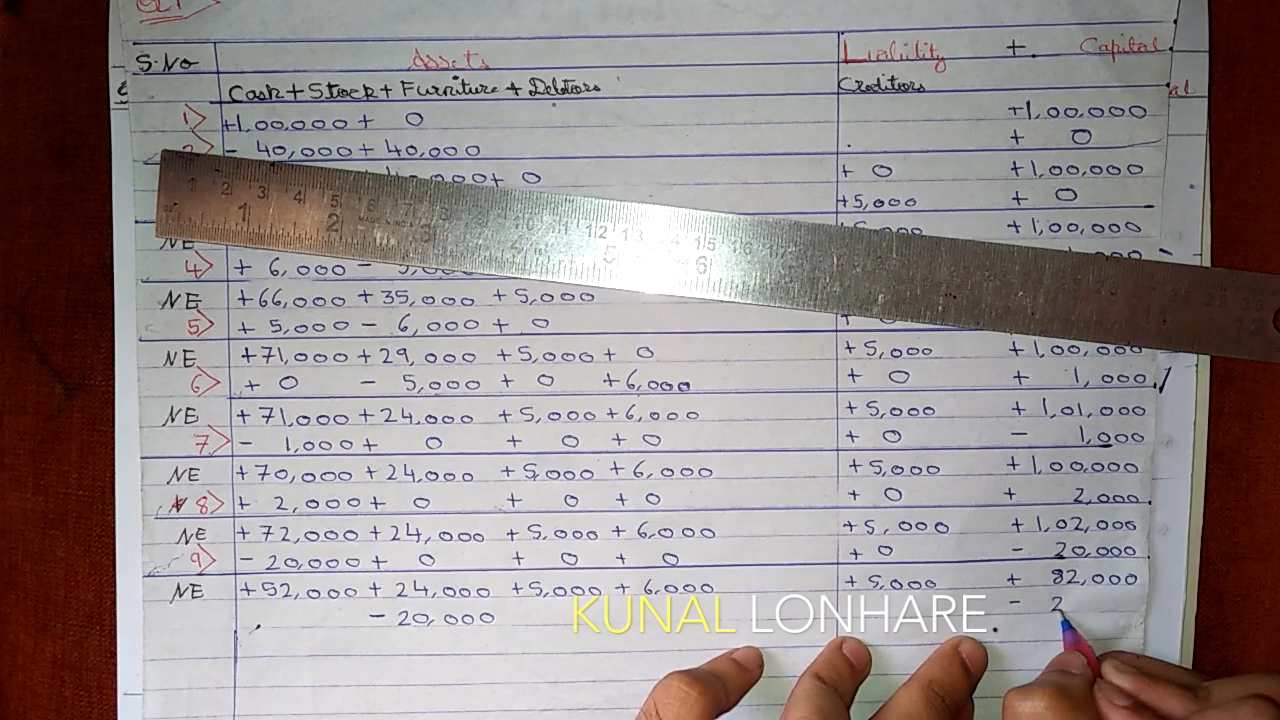 S.No Assets Liability + Capital
Cash + Stock + Furniture + Debtors Creditors
1> +1,00,000 + 0 +1,00,000
- 40,000 + 40,000 + 0
+ 0 + 0 +1,00,000
+5,000 + 0
+1,00,000
NE
4> + 6,000 -
NE +66,000 +35,000 +5,000
5> + 5,000 - 6,000 + 0
NE +71,000 +29,000 +5,000 + 0 +5,000 +1,00,000
6> + 0 - 5,000 + 0 +6,000 + 0 + 1,000
NE +71,000 +24,000 +5,000 +6,000 +5,000 + 1,01,000
7> - 1,000 + 0 + 0 + 0 + 0 - 1,000
NE +70,000 +24,000 +5,000 +6,000 +5,000 +1,00,000
8> + 2,000 + 0 + 0 + 0 + 0 + 2,000
NE +72,000 +24,000 +5,000 +6,000 +5,000 +1,02,000
9> - 20,000 + 0 + 0 + 0 + 0 - 20,000
NE +52,000 + 24,000 +5,000 + 6,000 +5,000 + 82,000
- 20,000 - 2
KUNAL LONHARE